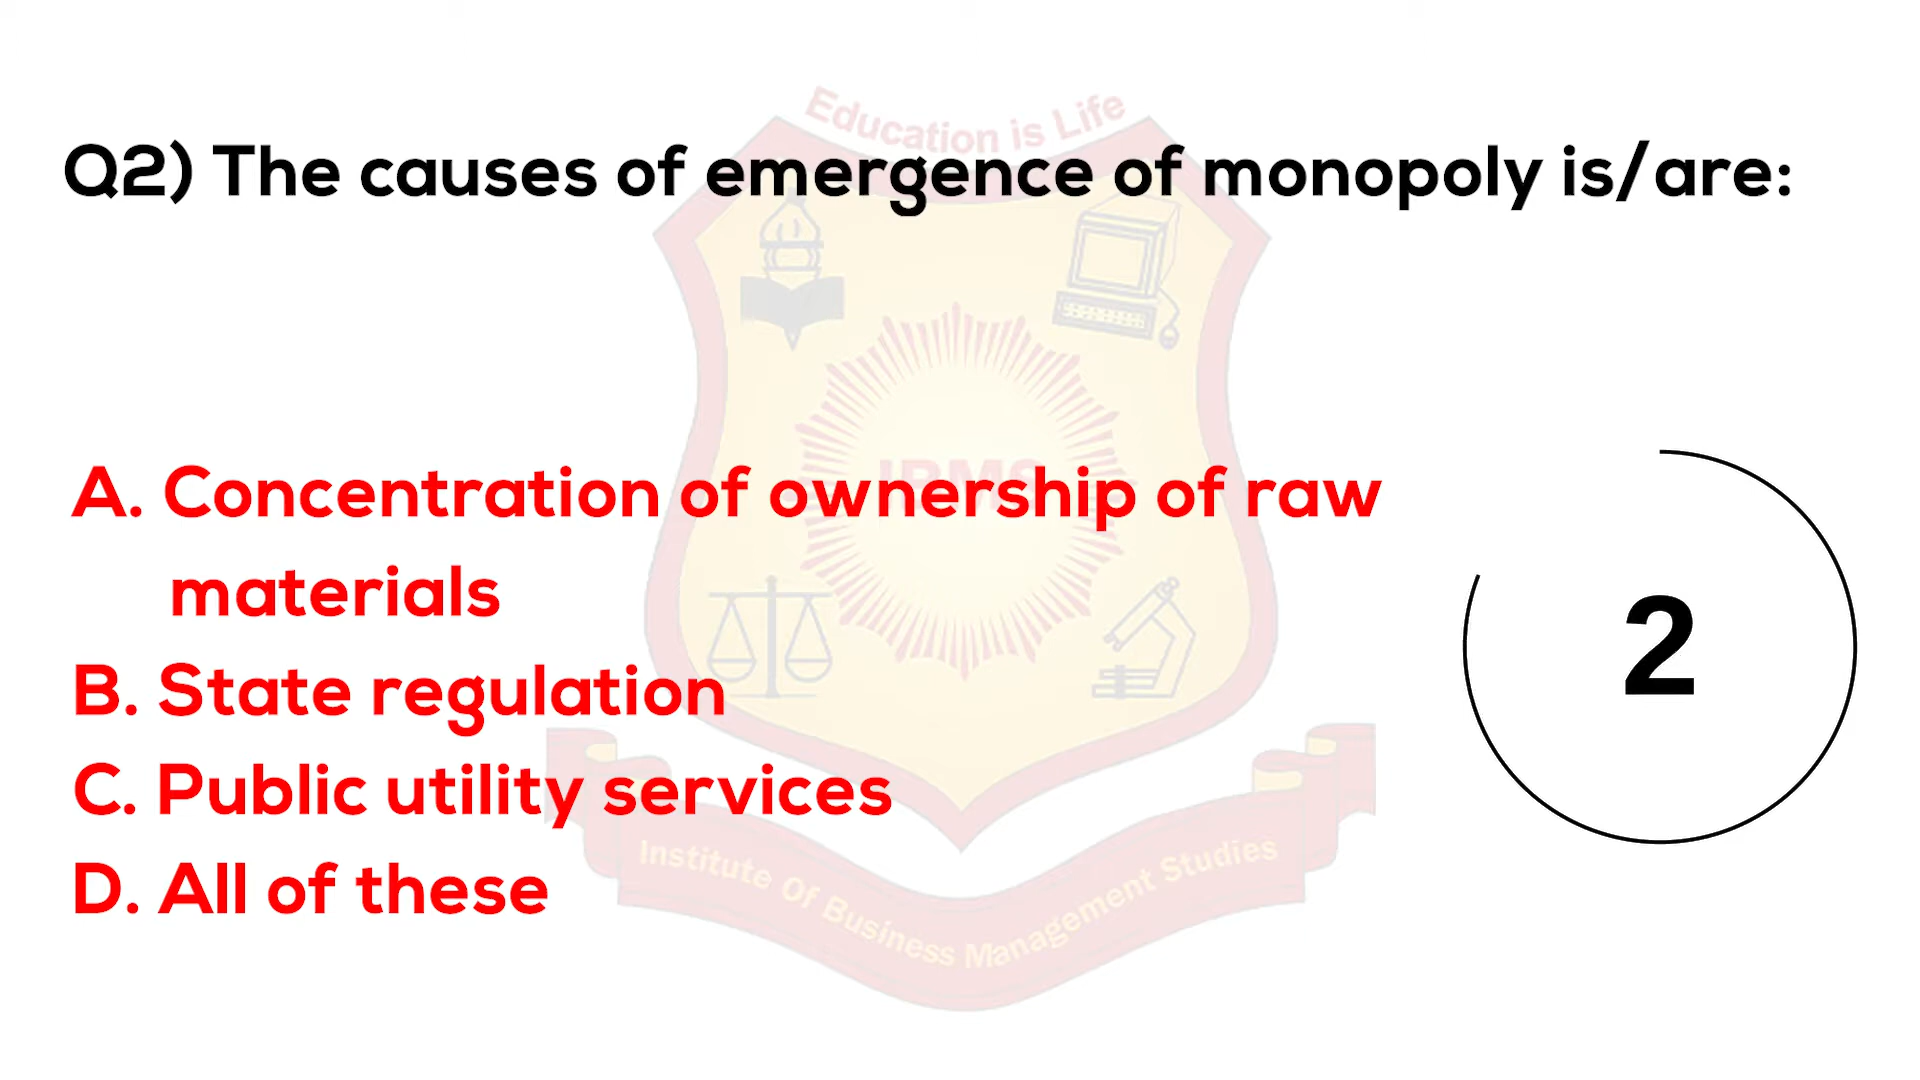 Education is Life
Q2) The causes of emergence of monopoly is/are:
IBMS
A. Concentration of ownership of raw
materials
2
B. State regulation
C. Public utility services
D. All of these
Institute Of Business Management Studies